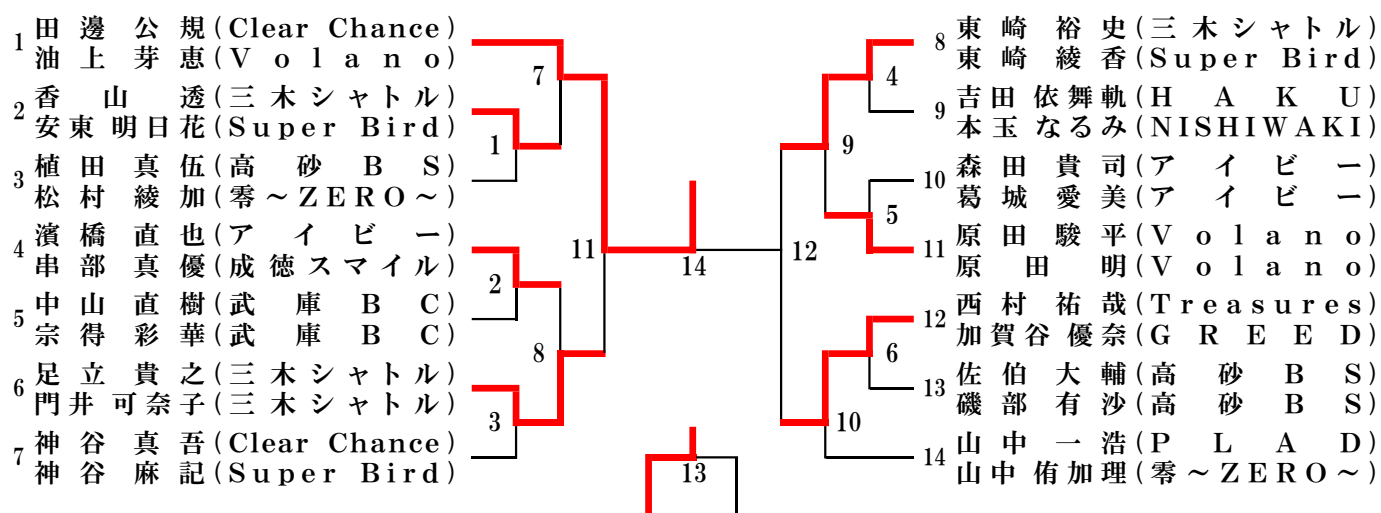 1 田邊 公規(Clear Chance)
油上 芽恵(Volano)
2 香山 透(三木シャトル)
安東 明日花(Super Bird)
3 植田 真伍(高砂BS)
松村 綾加(零~ZERO~)
4 濱橋 直也(アイビー)
串部 真優(成徳スマイル)
5 中山 直樹(武庫BC)
宗得 彩華(武庫BC)
6 足立 貴之(三木シャトル)
門井 可奈子(三木シャトル)
7 神谷 真吾(Clear Chance)
神谷 麻記(Super Bird)
7
1
11
2
8
3
14
13
12
9
4
5
10
6
8 東崎 裕史(三木シャトル)
東崎 綾香(Super Bird)
9 吉田 依舞軌(HAKU)
本玉 なるみ(NISHIWAKI)
10 森田 貴司(アイビー)
葛城 愛美(アイビー)
11 原田 駿平(Volano)
原田 明(Volano)
12 西村 祐哉(Treasures)
加賀谷 優奈(GREED)
13 佐伯 大輔(高砂BS)
磯部 有沙(高砂BS)
14 山中 一浩(PLAD)
山中 侑加理(零~ZERO~)